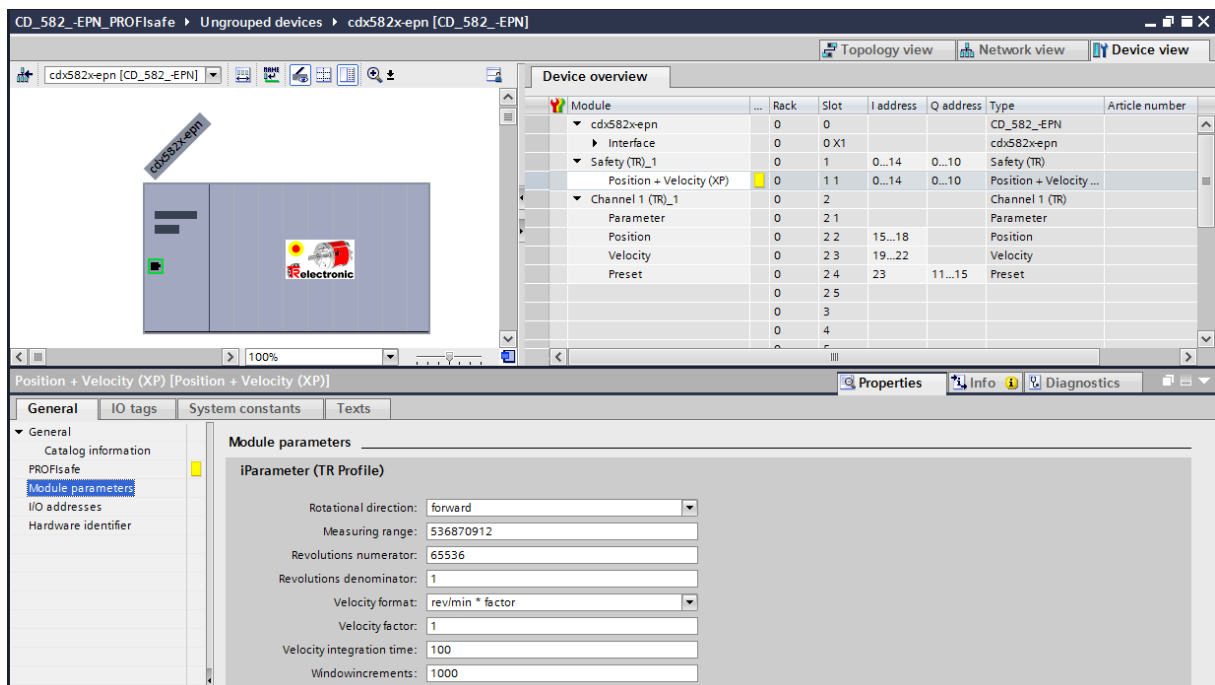 CD_582_-EPN_PROFIsafe ▸ Ungrouped devices ▸ cdx582x-epn [CD_582_-EPN]
Topology view Network view Device view
cdx582x-epn [CD_582_-EPN] 100%
Device overview
Module ... Rack Slot I address Q address Type Article number
cdx582x-epn 0 0 CD_582_-EPN
Interface 0 0 X1 cdx582x-epn
Safety (TR)_1 0 1 0...14 0...10 Safety (TR)
Position + Velocity (XP) 0 1 1 0...14 0...10 Position + Velocity ...
Channel 1 (TR)_1 0 2 Channel 1 (TR)
Parameter 0 2 1 Parameter
Position 0 2 2 15...18 Position
Velocity 0 2 3 19...22 Velocity
Preset 0 2 4 23 11...15 Preset
0 2 5
0 3
0 4
cdx582x-epn
TRelectronic
Position + Velocity (XP) [Position + Velocity (XP)]
Properties Info Diagnostics
General IO tags System constants Texts
General
Catalog information
PROFIsafe
Module parameters
I/O addresses
Hardware identifier
Module parameters
iParameter (TR Profile)
Rotational direction: forward
Measuring range: 536870912
Revolutions numerator: 65536
Revolutions denominator: 1
Velocity format: rev/min * factor
Velocity factor: 1
Velocity integration time: 100
Windowincrements: 1000